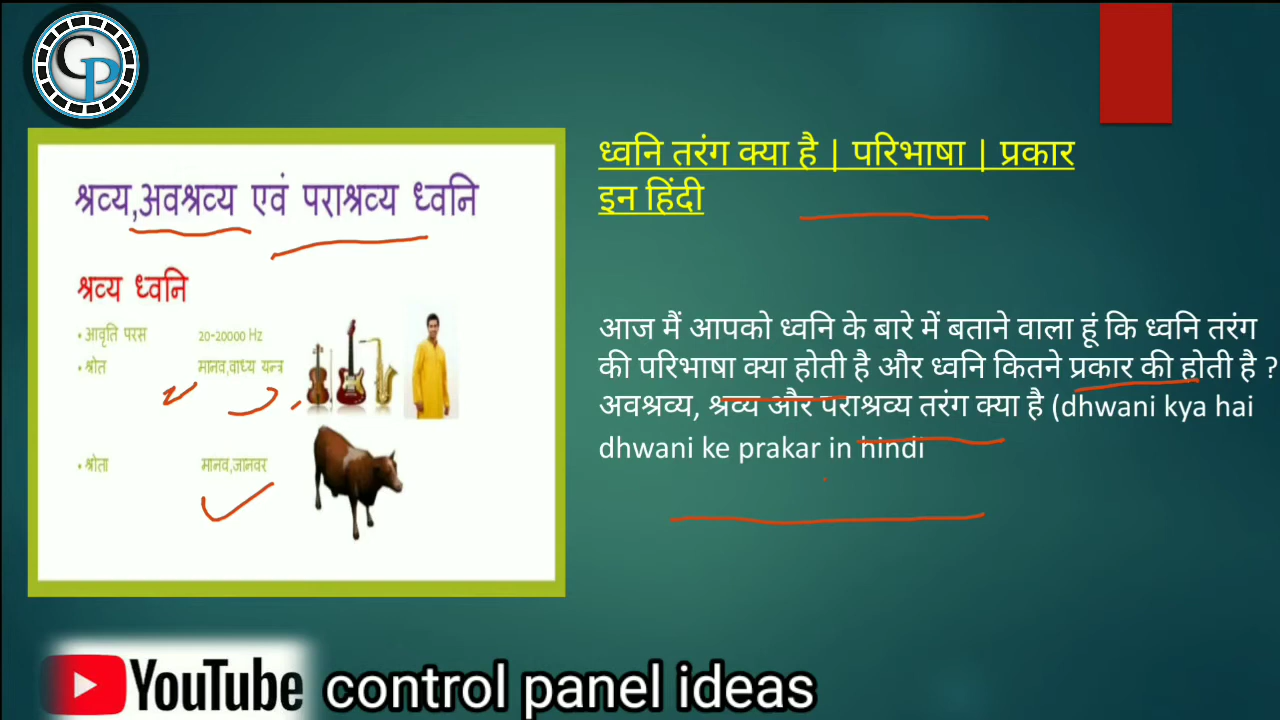 CP
श्रव्य,अवश्रव्य एवं पराश्रव्य ध्वनि
श्रव्य ध्वनि
• आवृति परस 20-20000 Hz
• श्रोत मानव,वाध्य यन्त्र
• श्रोता मानव,जानवर
ध्वनि तरंग क्या है | परिभाषा | प्रकार
इन हिंदी
आज मैं आपको ध्वनि के बारे में बताने वाला हूं कि ध्वनि तरंग
की परिभाषा क्या होती है और ध्वनि कितने प्रकार की होती है ?
अवश्रव्य, श्रव्य और पराश्रव्य तरंग क्या है (dhwani kya hai
dhwani ke prakar in hindi
YouTube control panel ideas